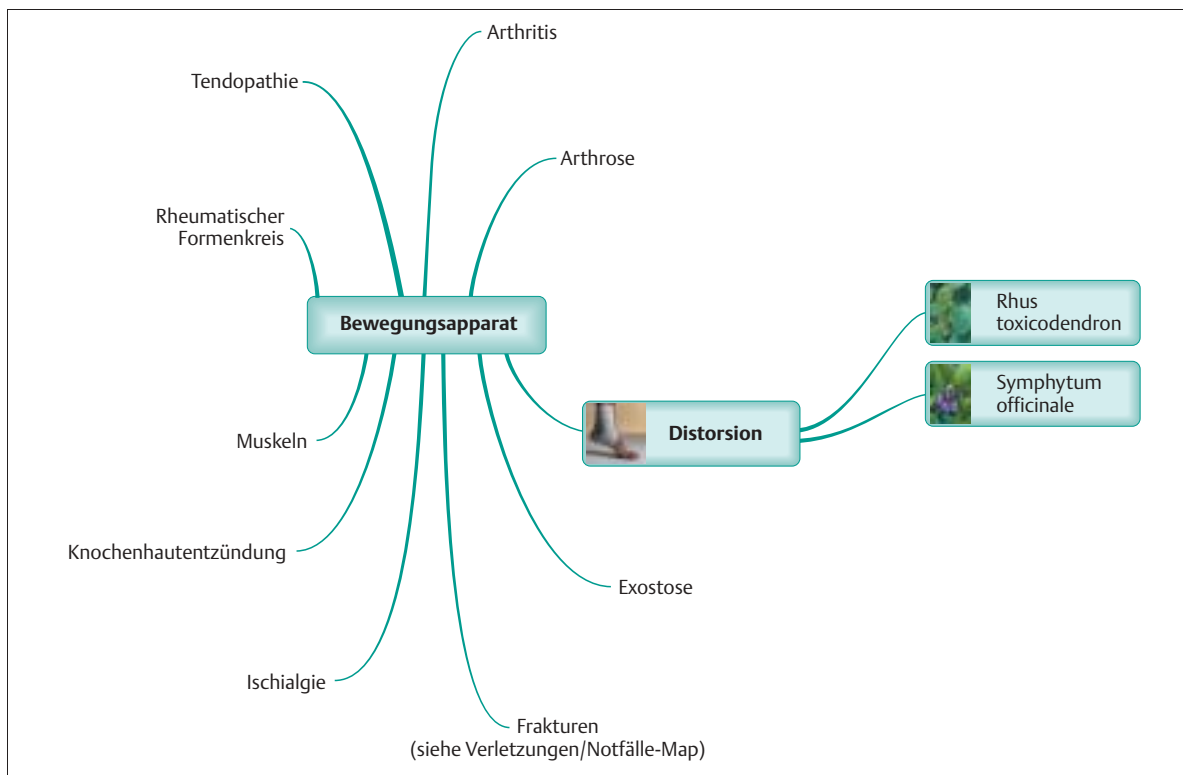 Arthritis
Tendopathie
Arthrose
Rheumatischer
Formenkreis
Bewegungsapparat
Rhus
toxicodendron
Symphytum
officinale
Distorsion
Muskeln
Knochenhautentzündung
Exostose
Ischialgie
Frakturen
(siehe Verletzungen/Notfälle-Map)